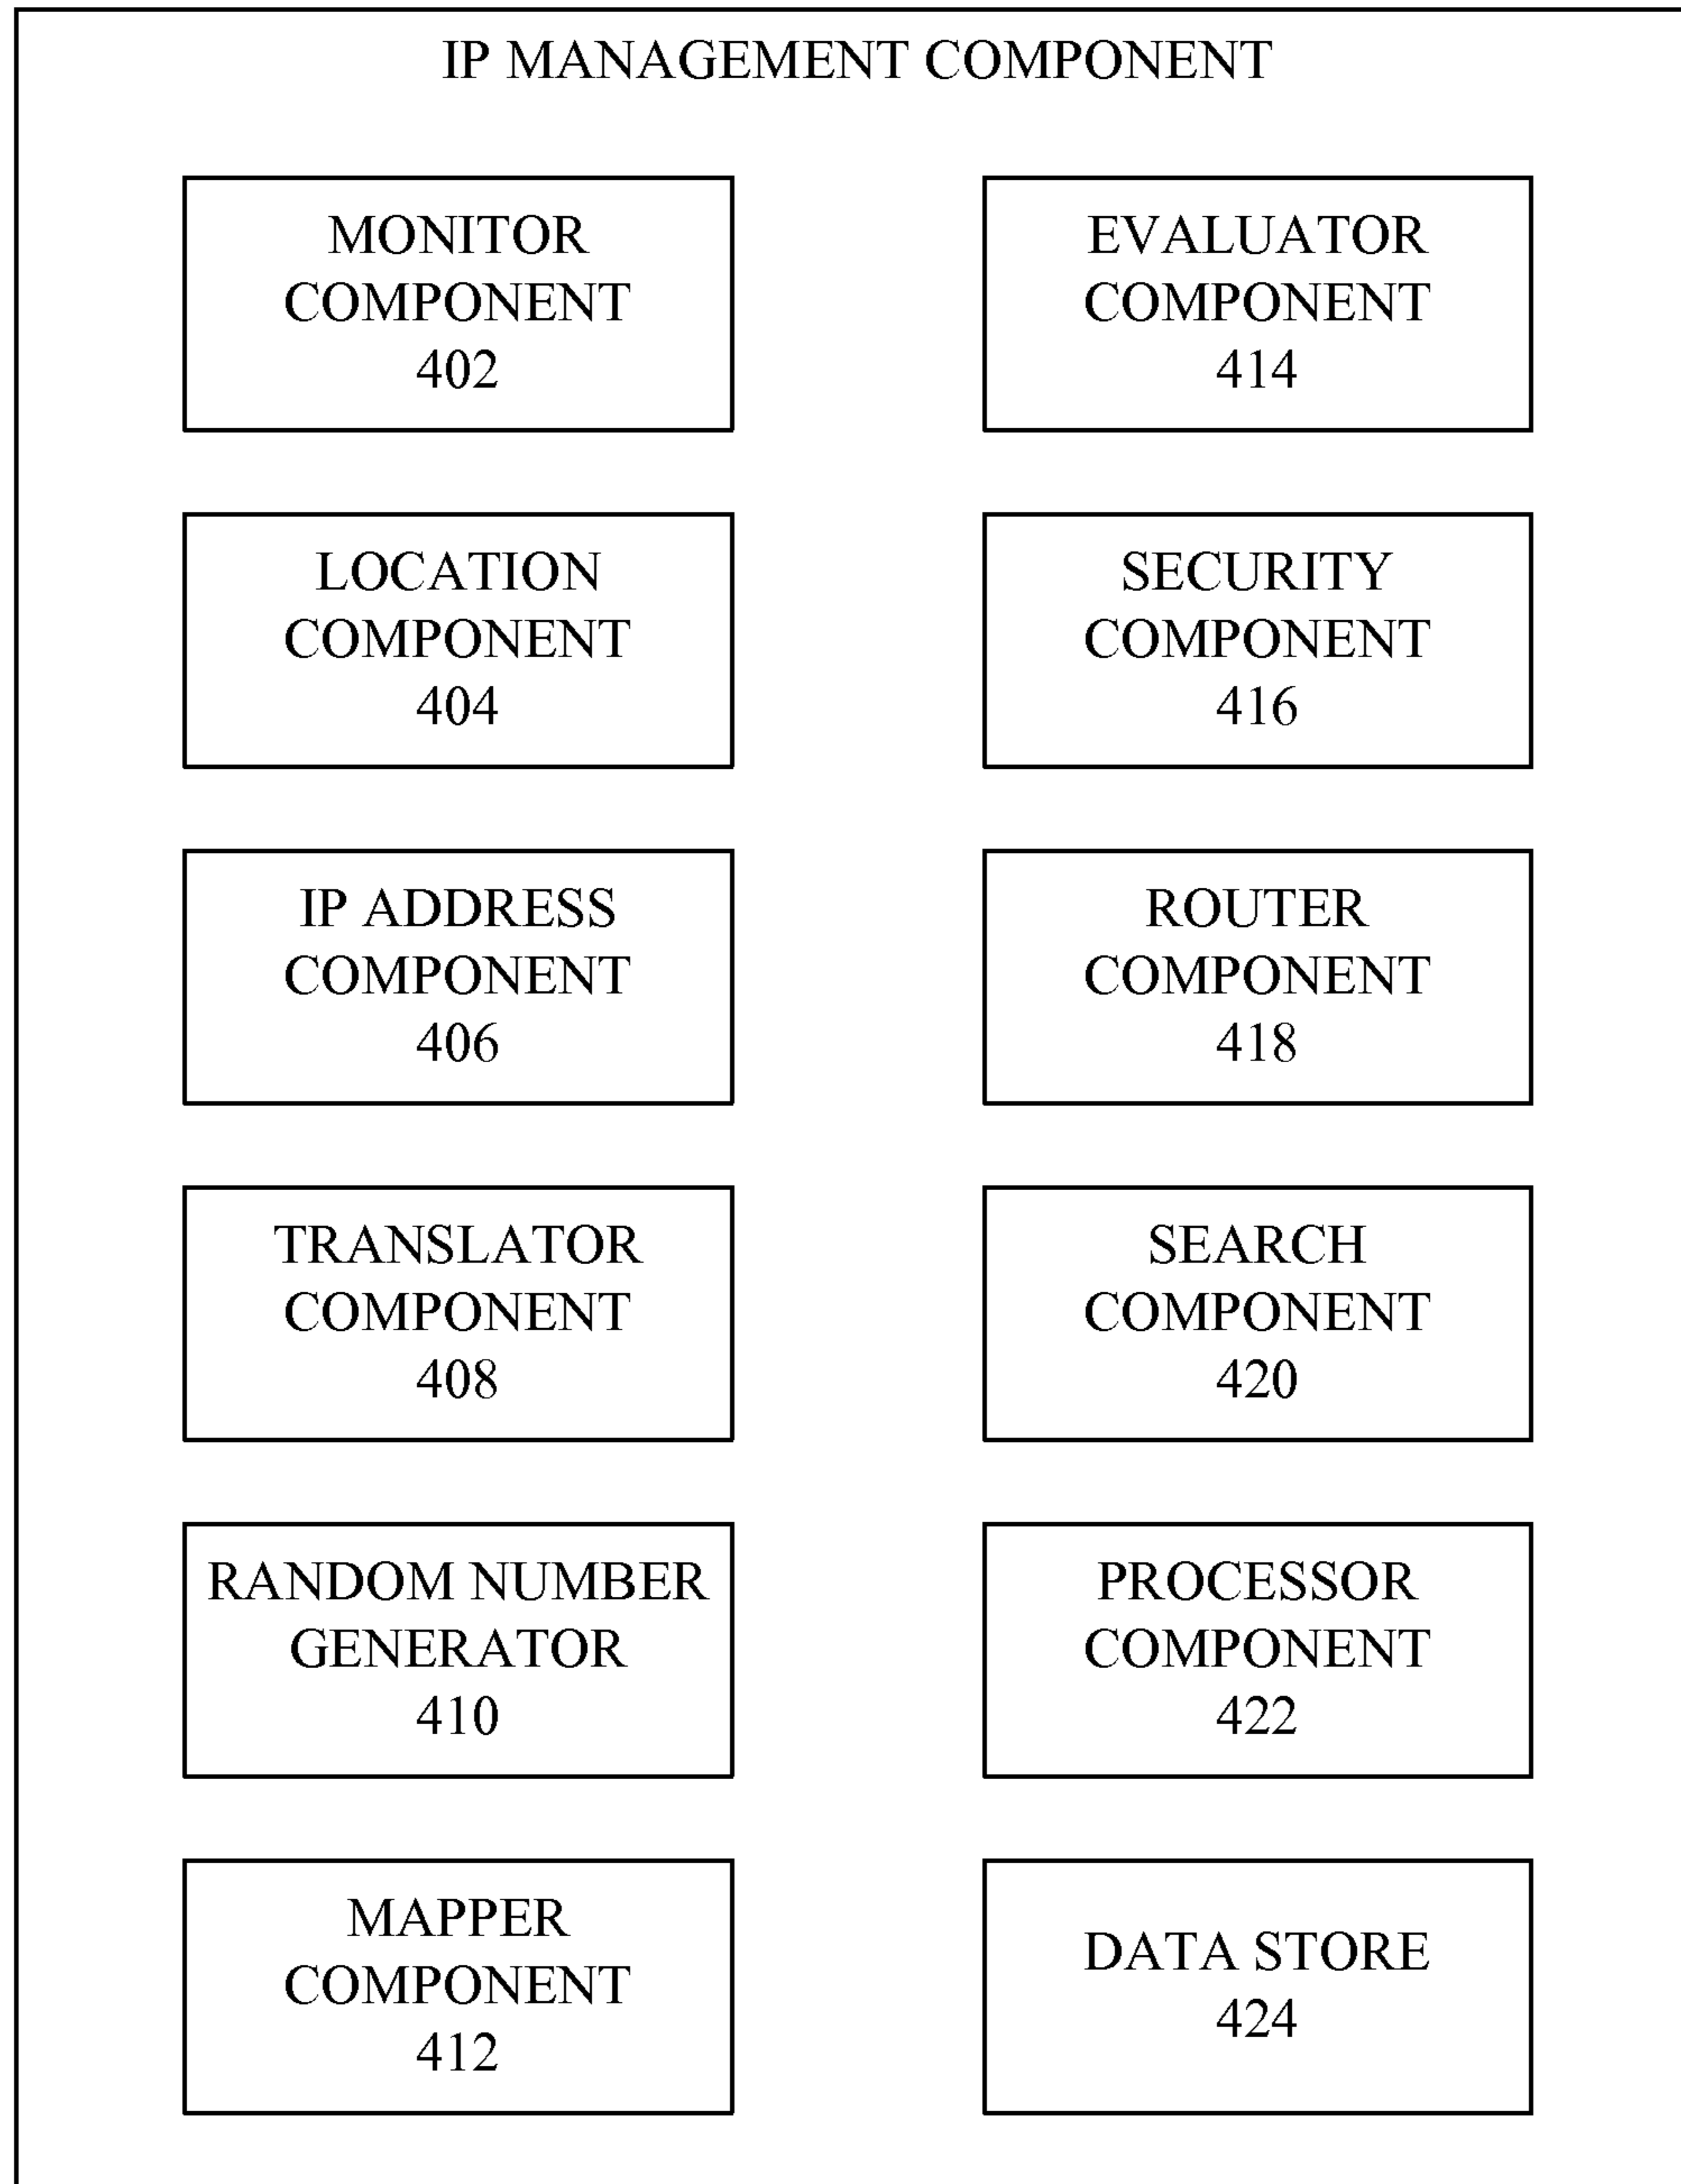 IP MANAGEMENT COMPONENT
MONITOR
COMPONENT
402
LOCATION
COMPONENT
404
IP ADDRESS
COMPONENT
406
TRANSLATOR
COMPONENT
408
RANDOM NUMBER
GENERATOR
410
MAPPER
COMPONENT
412
EVALUATOR
COMPONENT
414
SECURITY
COMPONENT
416
ROUTER
COMPONENT
418
SEARCH
COMPONENT
420
PROCESSOR
COMPONENT
422
DATA STORE
424